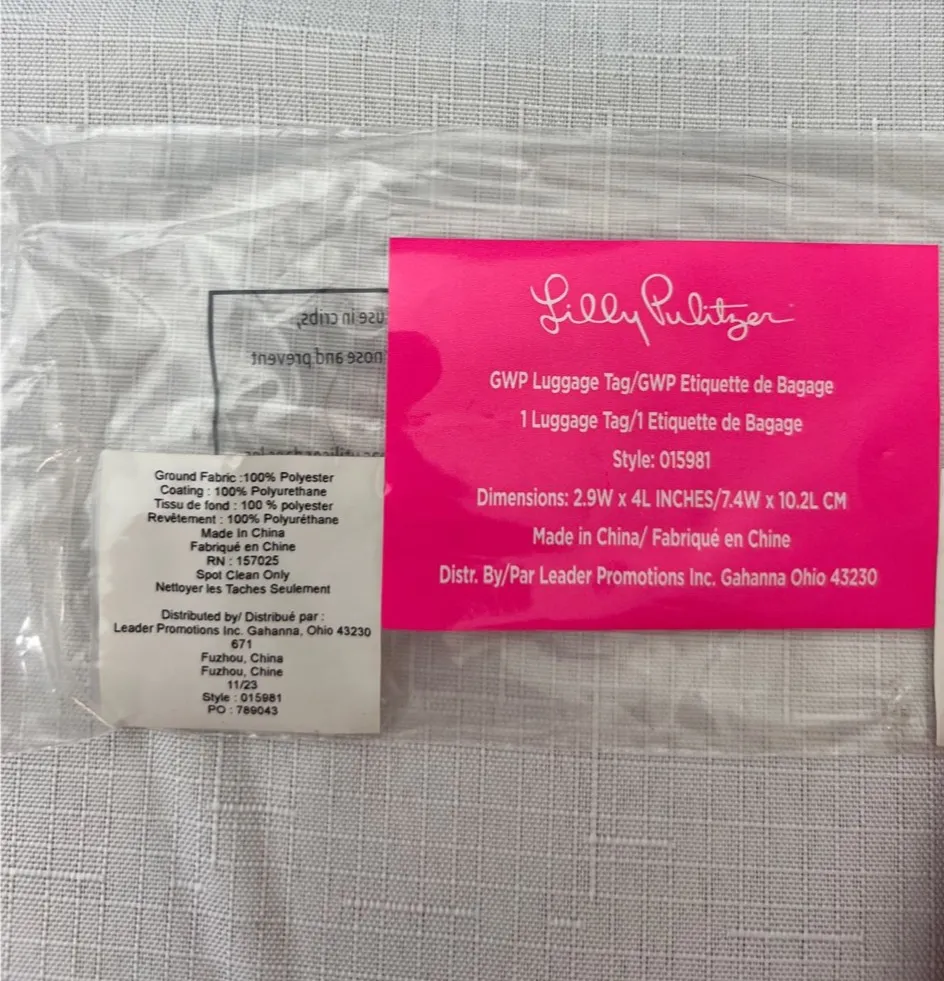 use in cribs,
nose and prevent
Lilly Pulitzer
GWP Luggage Tag/GWP Etiquette de Bagage
1 Luggage Tag/1 Etiquette de Bagage
Style: 015981
Dimensions: 2.9W x 4L INCHES/7.4W x 10.2L CM
Made in China/ Fabriqué en Chine
Distr. By/Par Leader Promotions Inc. Gahanna Ohio 43230
Ground Fabric :100% Polyester
Coating : 100% Polyurethane
Tissu de fond : 100 % polyester
Revêtement : 100% Polyuréthane
Made In China
Fabriqué en Chine
RN : 157025
Spot Clean Only
Nettoyer les Taches Seulement
Distributed by/ Distribué par :
Leader Promotions Inc. Gahanna, Ohio 43230
671
Fuzhou, China
Fuzhou, Chine
11/23
Style : 015981
PO : 789043